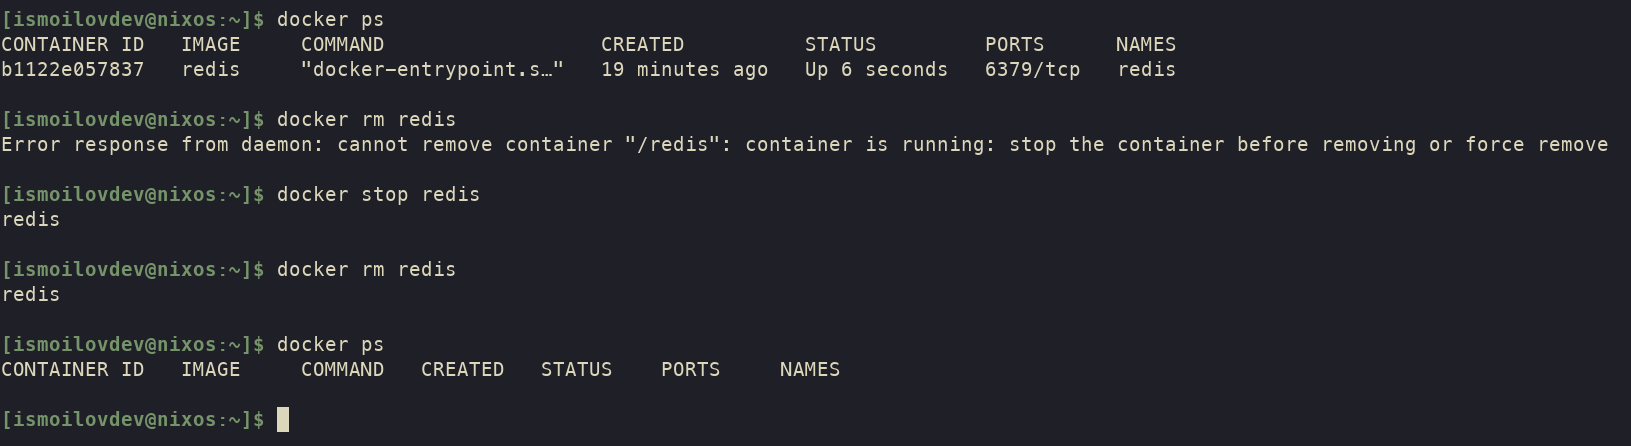 [ismoilovdev@nixos:~]$ docker ps
CONTAINER ID   IMAGE     COMMAND                  CREATED          STATUS         PORTS      NAMES
b1122e057837   redis     "docker-entrypoint.s…"   19 minutes ago   Up 6 seconds   6379/tcp   redis
[ismoilovdev@nixos:~]$ docker rm redis
Error response from daemon: cannot remove container "/redis": container is running: stop the container before removing or force remove
[ismoilovdev@nixos:~]$ docker stop redis
redis
[ismoilovdev@nixos:~]$ docker rm redis
redis
[ismoilovdev@nixos:~]$ docker ps
CONTAINER ID   IMAGE     COMMAND   CREATED   STATUS    PORTS     NAMES
[ismoilovdev@nixos:~]$